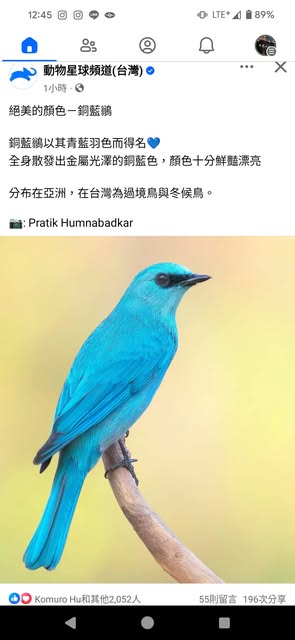 12:45
LTE
89%
動物星球頻道(台灣)
1小時 ·
絕美的顏色－銅藍鶲
銅藍鶲以其青藍羽色而得名💙
全身散發出金屬光澤的銅藍色，顏色十分鮮豔漂亮
分布在亞洲，在台灣為過境鳥與冬候鳥。
📷: Pratik Humnabadkar
Komuro Hu和其他2,052人 55則留言 196次分享